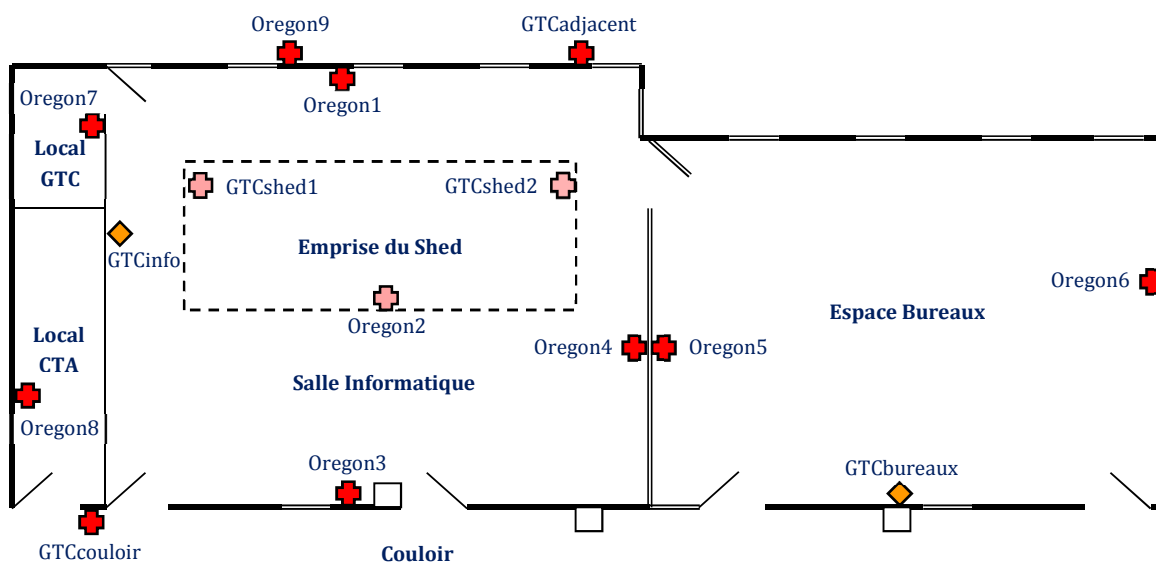 Oregon9
GTCadjacent
Oregon7
Oregon1
Local
GTC
GTCshed1
GTCshed2
Emprise du Shed
GTCinfo
Oregon6
Espace Bureaux
Oregon2
Local
CTA
Oregon4
Oregon5
Salle Informatique
Oregon8
Oregon3
GTCbureaux
GTCcouloir
Couloir